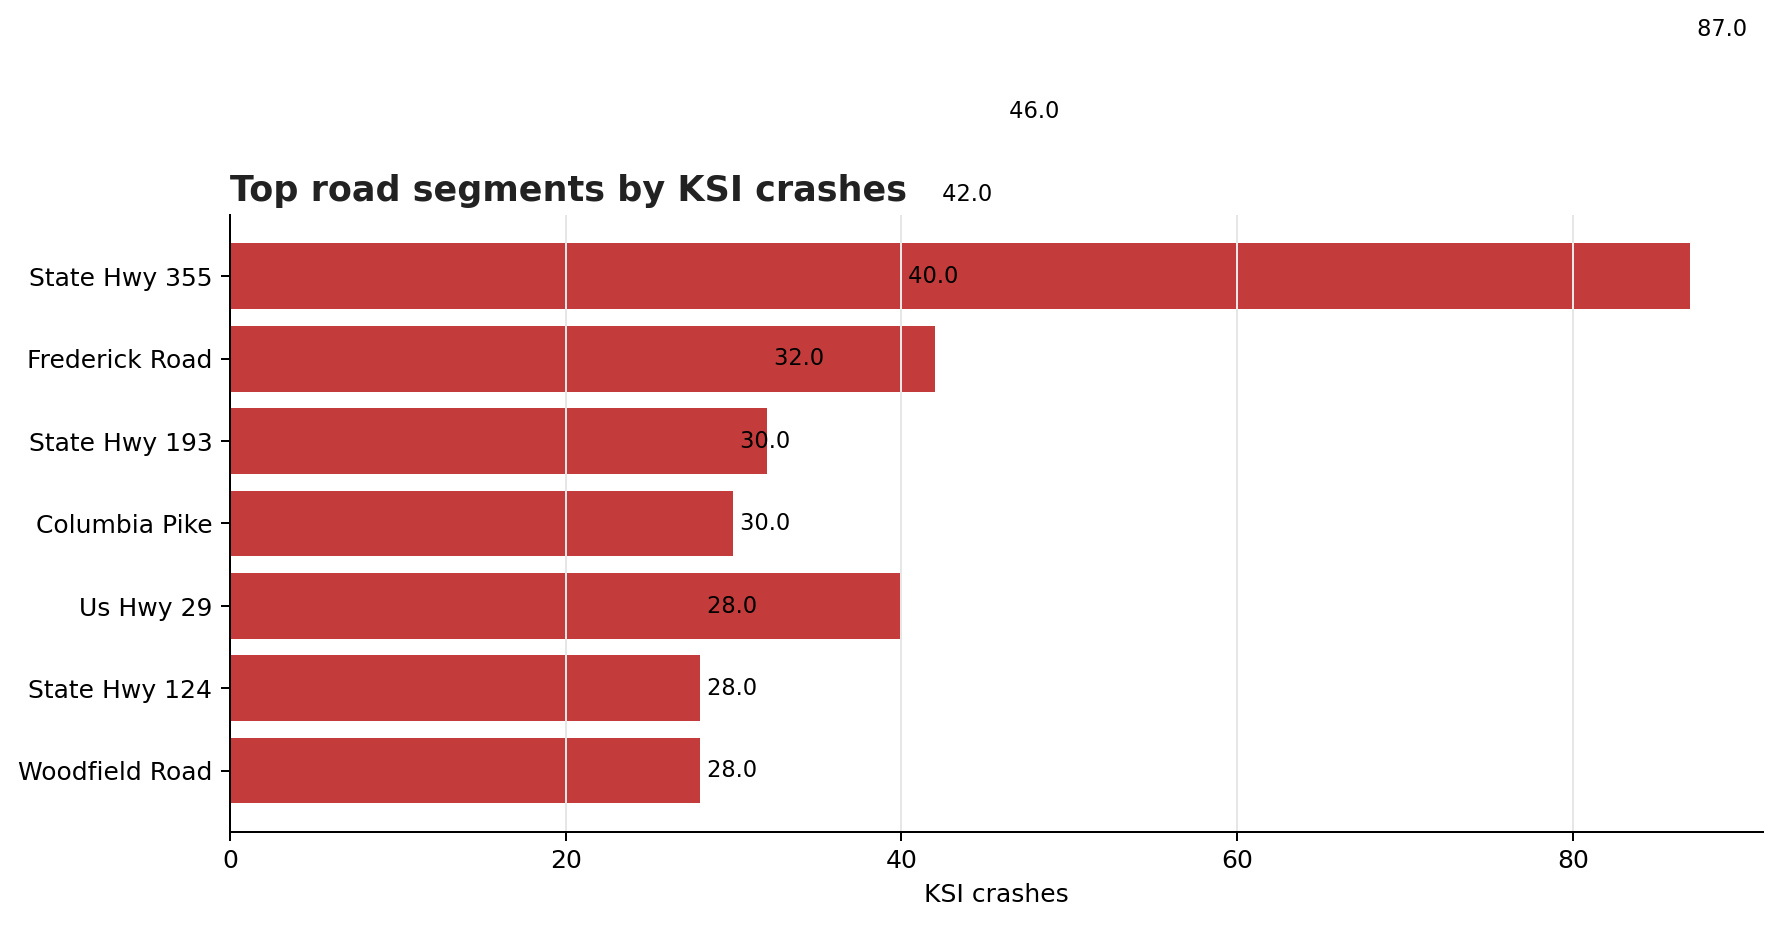 87.0
46.0
Top road segments by KSI crashes 42.0
State Hwy 355 40.0
Frederick Road 32.0
State Hwy 193 30.0
Columbia Pike 30.0
Us Hwy 29 28.0
State Hwy 124 28.0
Woodfield Road 28.0
0 20 40 60 80
KSI crashes